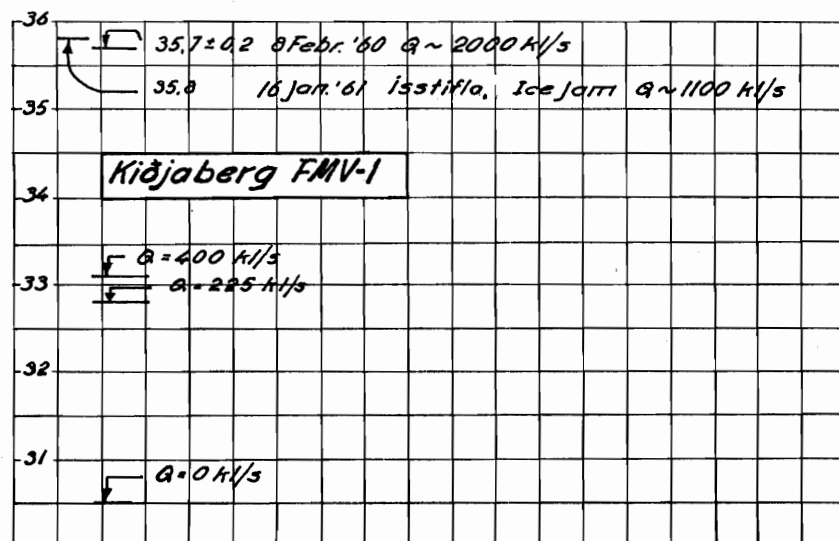 36
35,7±0,2 8 Febr. '60 Q ~ 2000 kl/s
35,8 16 jan. '61 ísstífla, Ice jam Q ~ 1100 kl/s
35
Kiðjaberg FMV-1
34
Q = 400 kl/s
33
Q = 225 kl/s
32
31
Q = 0 kl/s